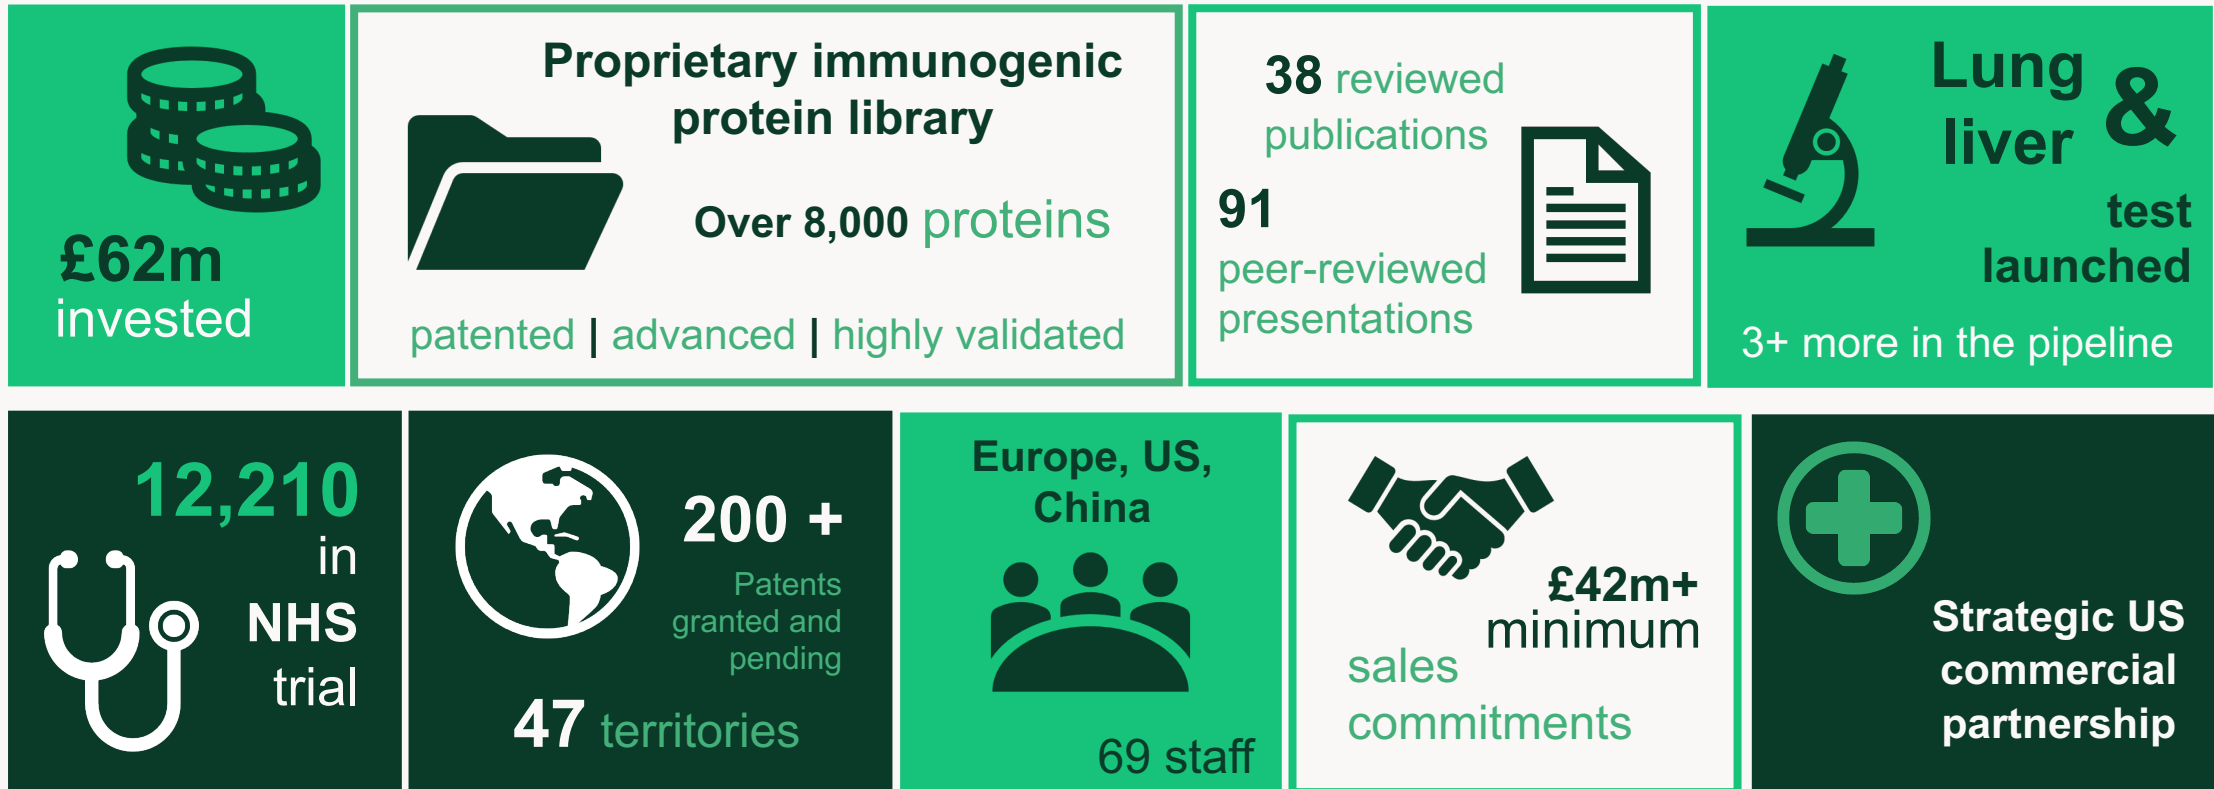 £62m
invested
Proprietary immunogenic
protein library
Over 8,000 proteins
patented | advanced | highly validated
38 reviewed
publications
91
peer-reviewed
presentations
Lung &
liver
test
launched
3+ more in the pipeline
12,210
in
NHS
trial
200 +
Patents
granted and
pending
47 territories
Europe, US,
China
69 staff
£42m+
minimum
sales
commitments
Strategic US
commercial
partnership